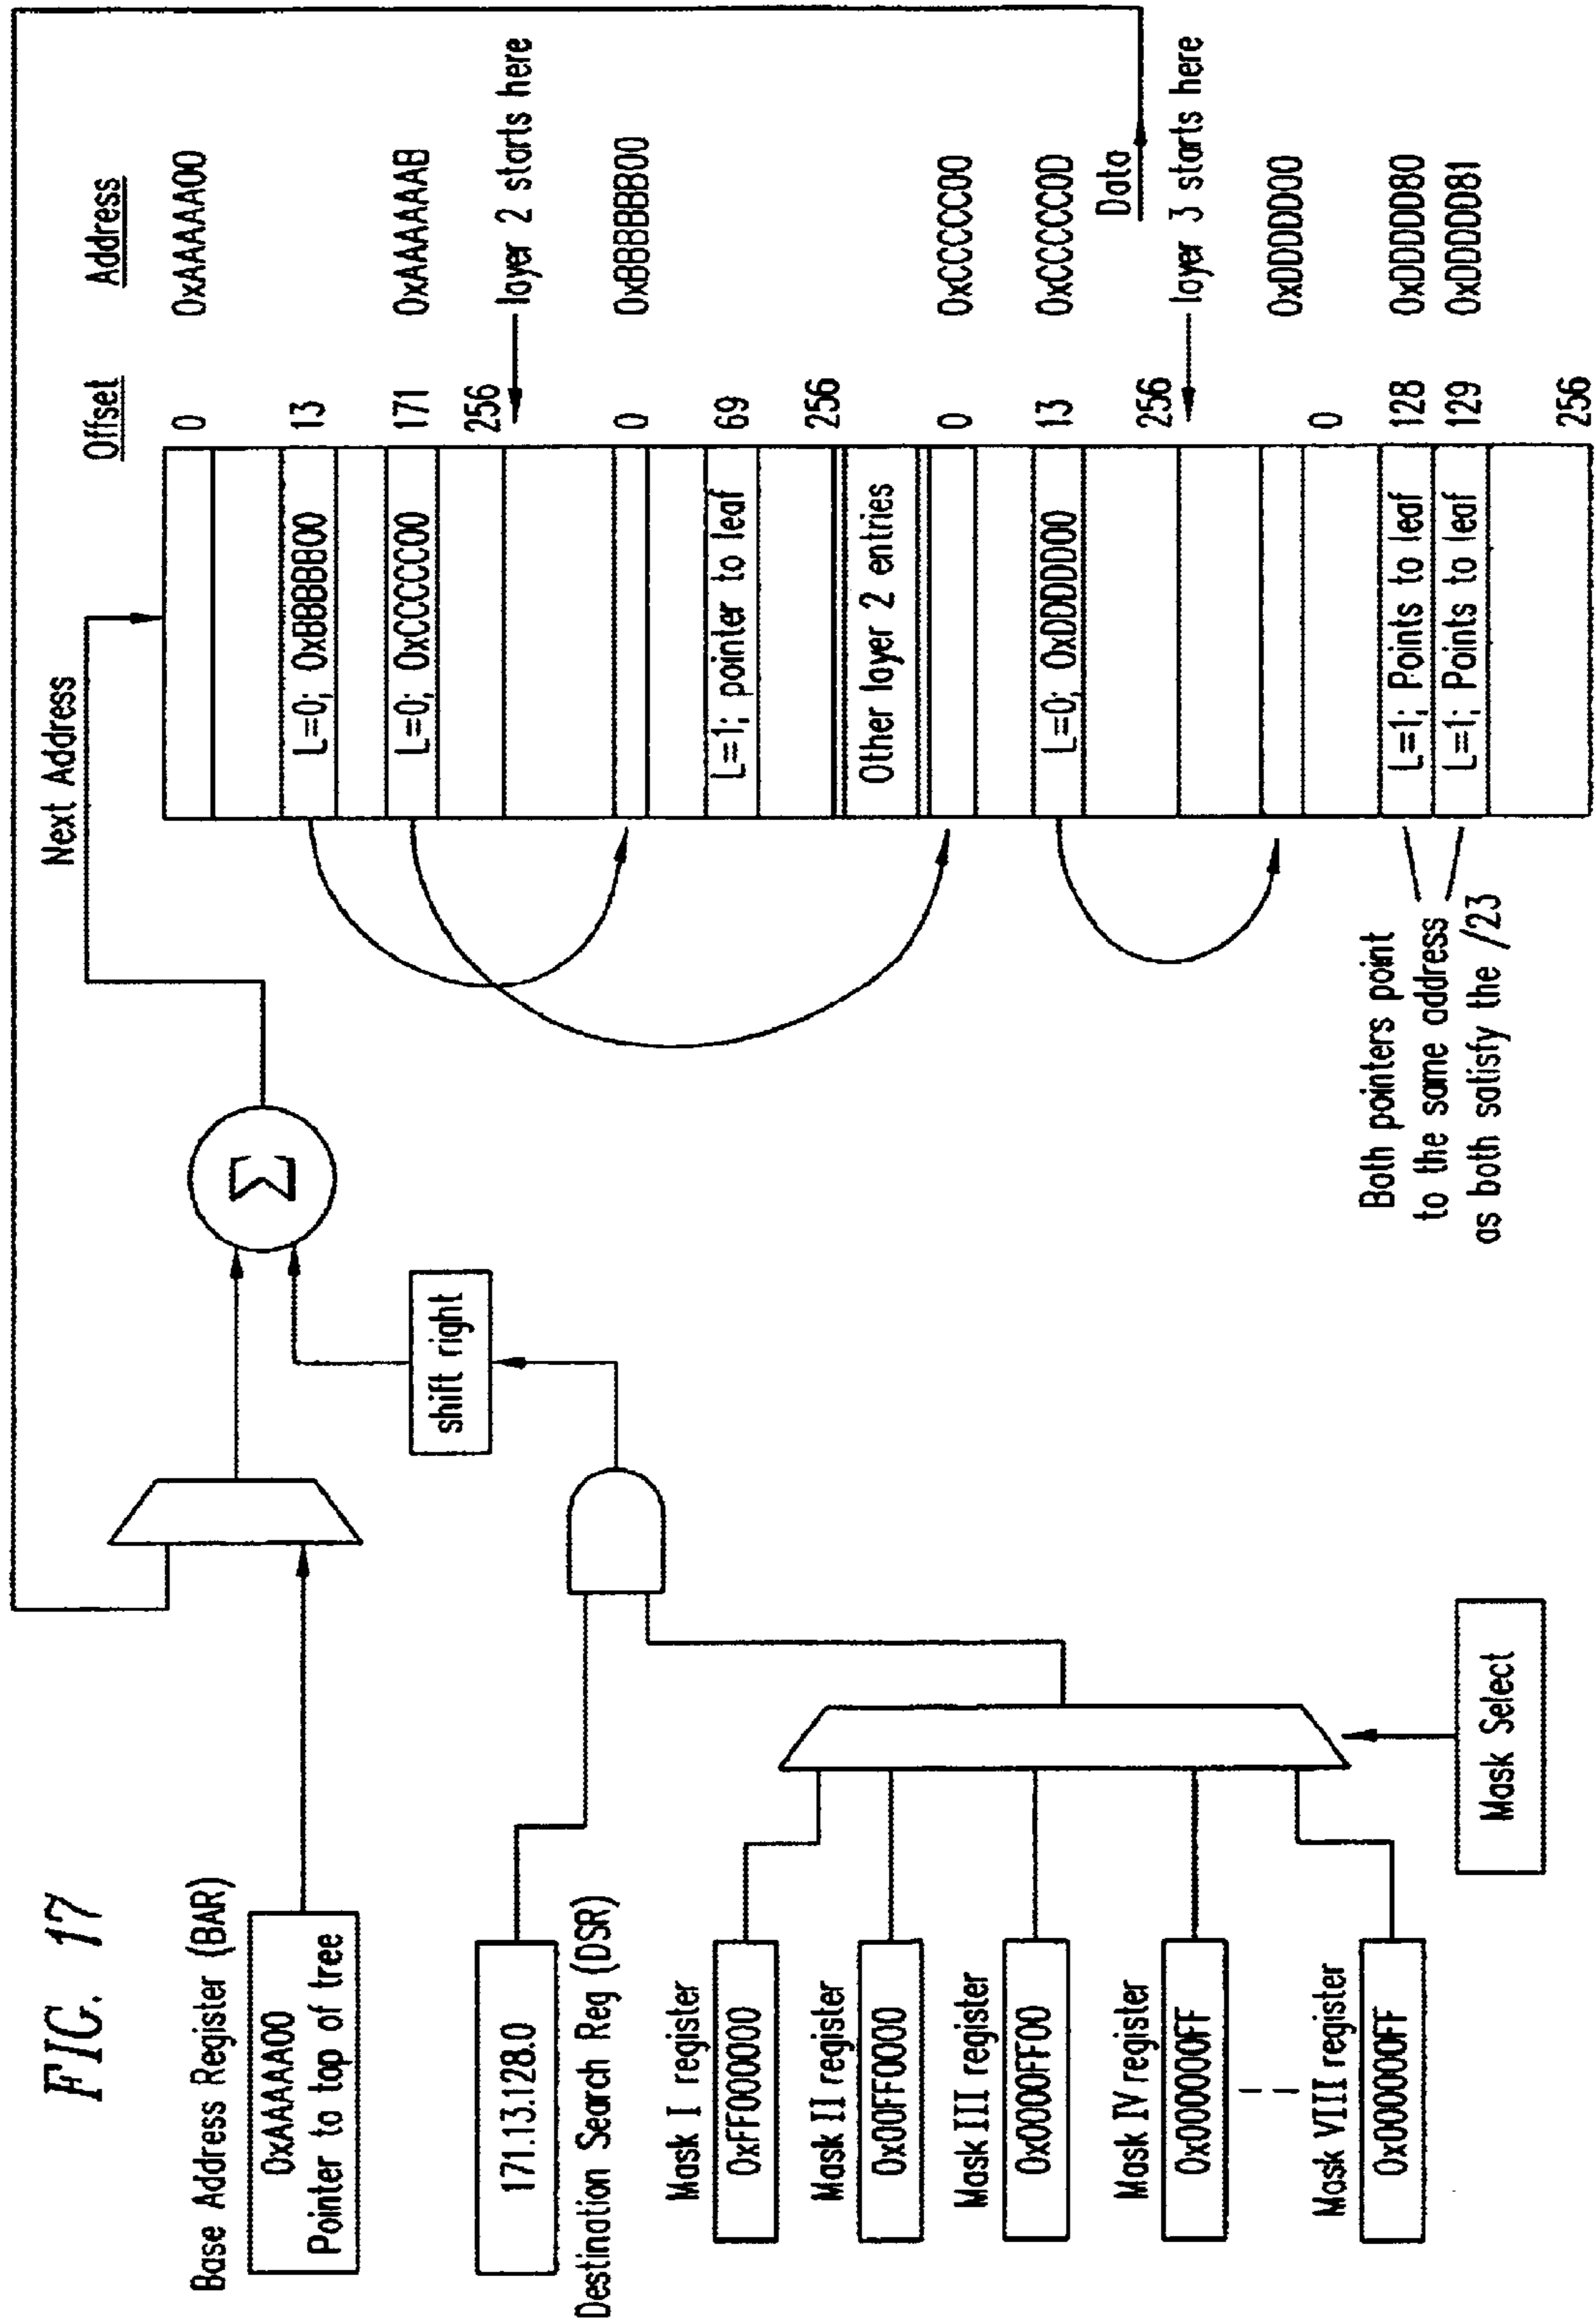 FIG. 17
Base Address Register (BAR)
0xAAAAAA00
Pointer to top of tree
171.13.128.0
Destination Search Reg (DSR)
Mask I register
0xFF000000
Mask II register
0x00FF0000
Mask III register
0x0000FF00
Mask IV register
0x000000FF
Mask VIII register
0x000000FF
Mask Select
shift right
Σ
Next Address
Offset
Address
0
0xAAAAAA00
L=0; 0xBBBBBB00
13
L=0; 0xCCCCCC00
171
0xAAAAAAAB
256
layer 2 starts here
0
0xBBBBBB00
L=1; pointer to leaf
69
256
Other layer 2 entries
0
0xCCCCCC00
L=0; 0xDDDDDD00
13
0xCCCCCC0D
Data
256
layer 3 starts here
0
0xDDDDDD00
L=1; Points to leaf
128
0xDDDDDD80
L=1; Points to leaf
129
0xDDDDDD81
256
Both pointers point
to the same address
as both satisfy the /23